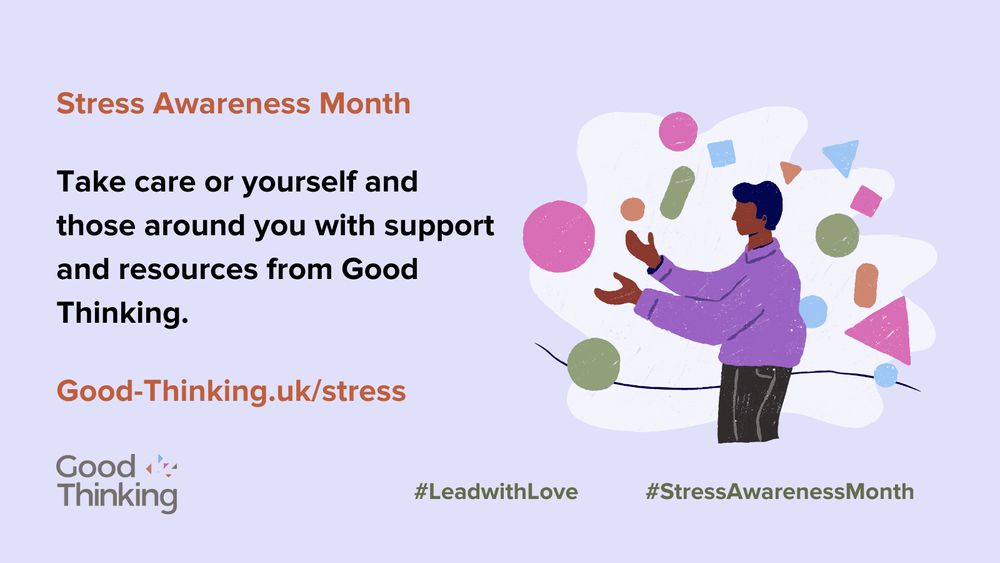 Stress Awareness Month
Take care or yourself and
those around you with support
and resources from Good
Thinking.
Good-Thinking.uk/stress
Good
Thinking
#LeadwithLove
#StressAwarenessMonth